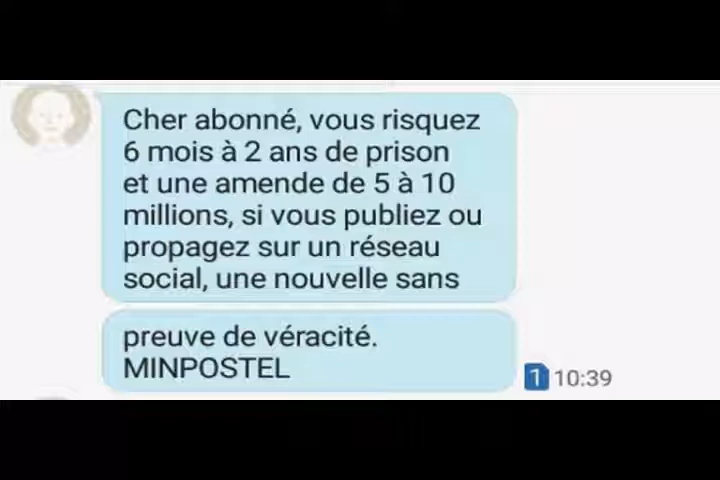 Cher abonné, vous risquez
6 mois à 2 ans de prison
et une amende de 5 à 10
millions, si vous publiez ou
propagez sur un réseau
social, une nouvelle sans
preuve de véracité.
MINPOSTEL
1 10:39